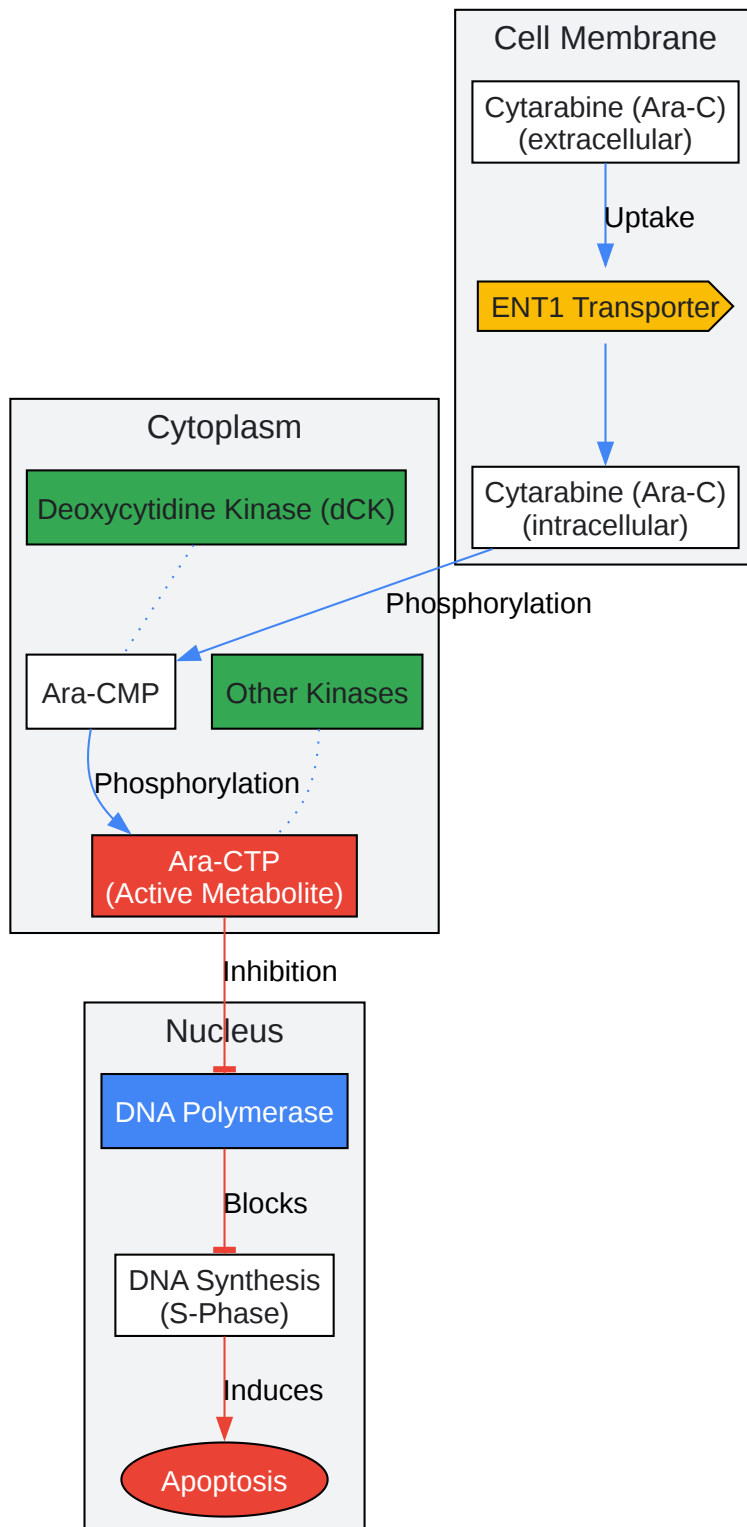 Cell Membrane
Cytarabine (Ara-C)
(extracellular)
Uptake
ENT1 Transporter
Cytarabine (Ara-C)
(intracellular)
Cytoplasm
Deoxycytidine Kinase (dCK)
Phosphorylation
Ara-CMP
Other Kinases
Phosphorylation
Ara-CTP
(Active Metabolite)
Inhibition
Nucleus
DNA Polymerase
Blocks
DNA Synthesis
(S-Phase)
Induces
Apoptosis